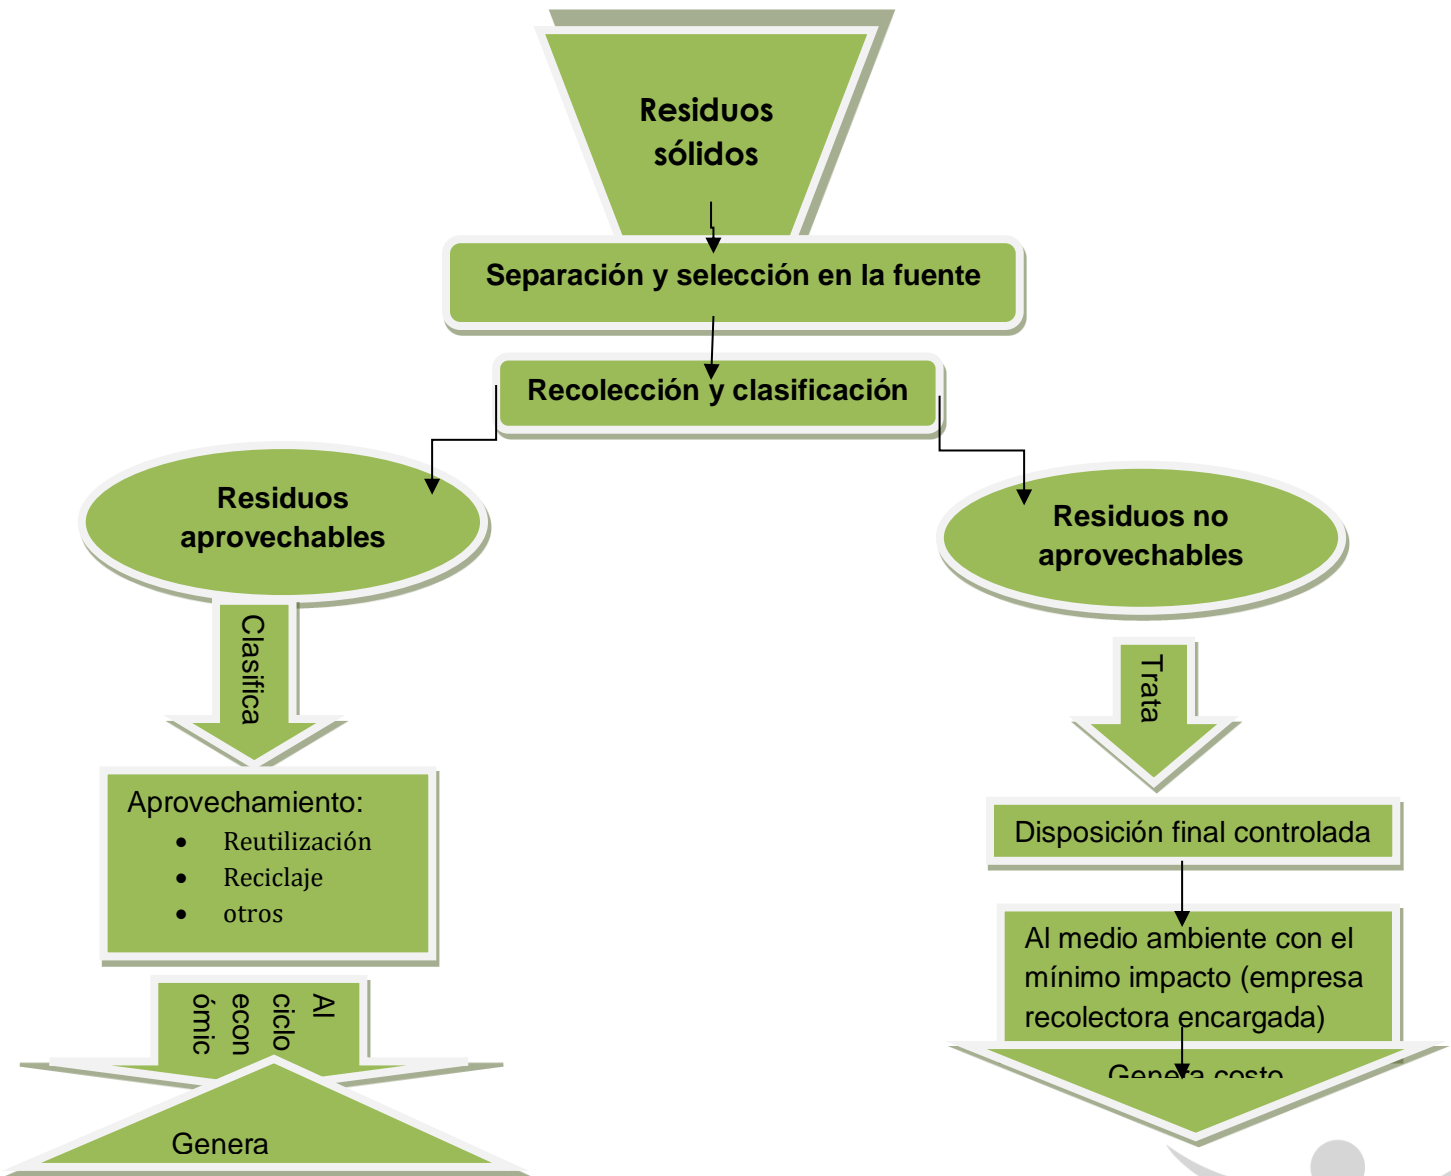 Residuos
sólidos
Separación y selección en la fuente
Recolección y clasificación
Residuos
aprovechables
Clasifica
Aprovechamiento:
• Reutilización
• Reciclaje
• otros
Al
ciclo
econ
ómic
Genera
Residuos no
aprovechables
Trata
Disposición final controlada
Al medio ambiente con el
mínimo impacto (empresa
recolectora encargada)
Genera costo